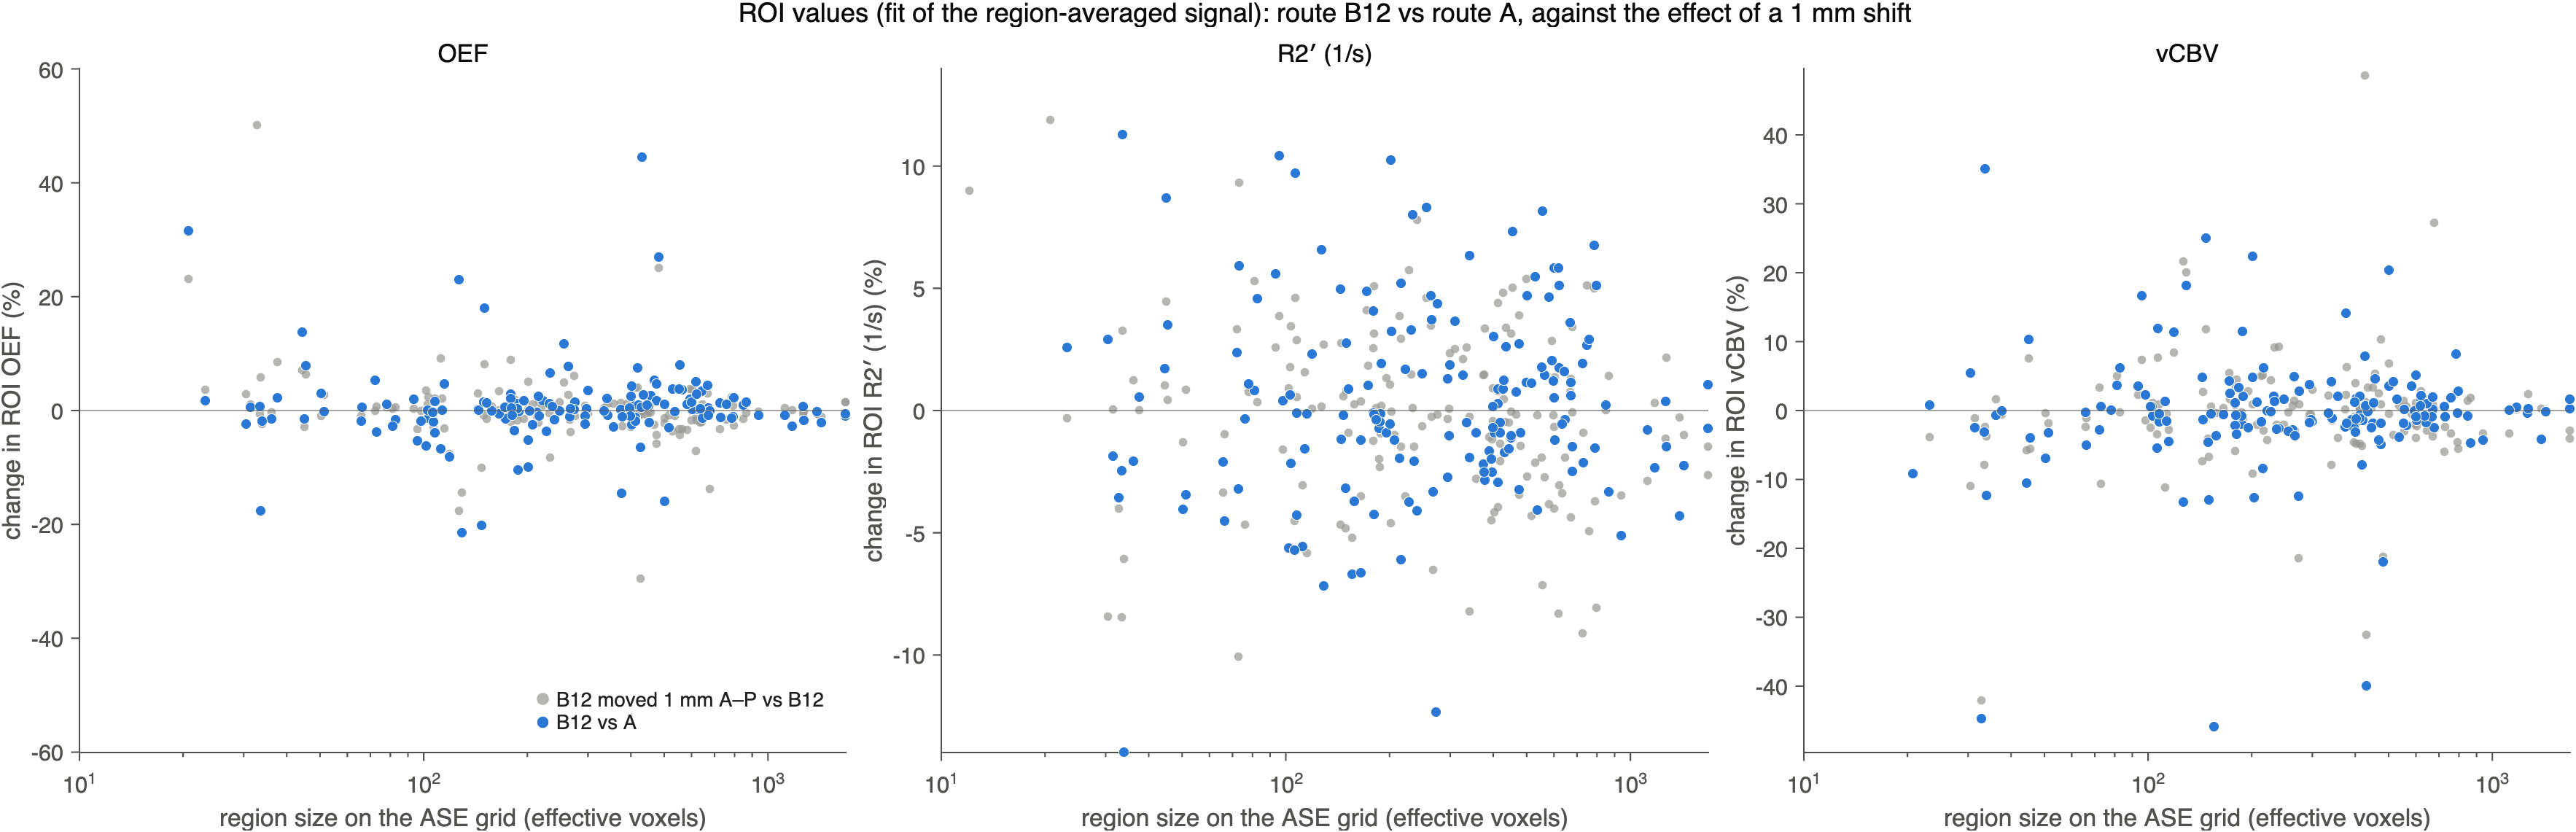 ROI values (fit of the region-averaged signal): route B12 vs route A, against the effect of a 1 mm shift
OEF
change in ROI OEF (%)
60
40
20
0
-20
-40
-60
10¹
10²
10³
region size on the ASE grid (effective voxels)
B12 moved 1 mm A–P vs B12
B12 vs A
R2′ (1/s)
change in ROI R2′ (1/s) (%)
10
5
0
-5
-10
10¹
10²
10³
region size on the ASE grid (effective voxels)
vCBV
change in ROI vCBV (%)
40
30
20
10
0
-10
-20
-30
-40
10¹
10²
10³
region size on the ASE grid (effective voxels)